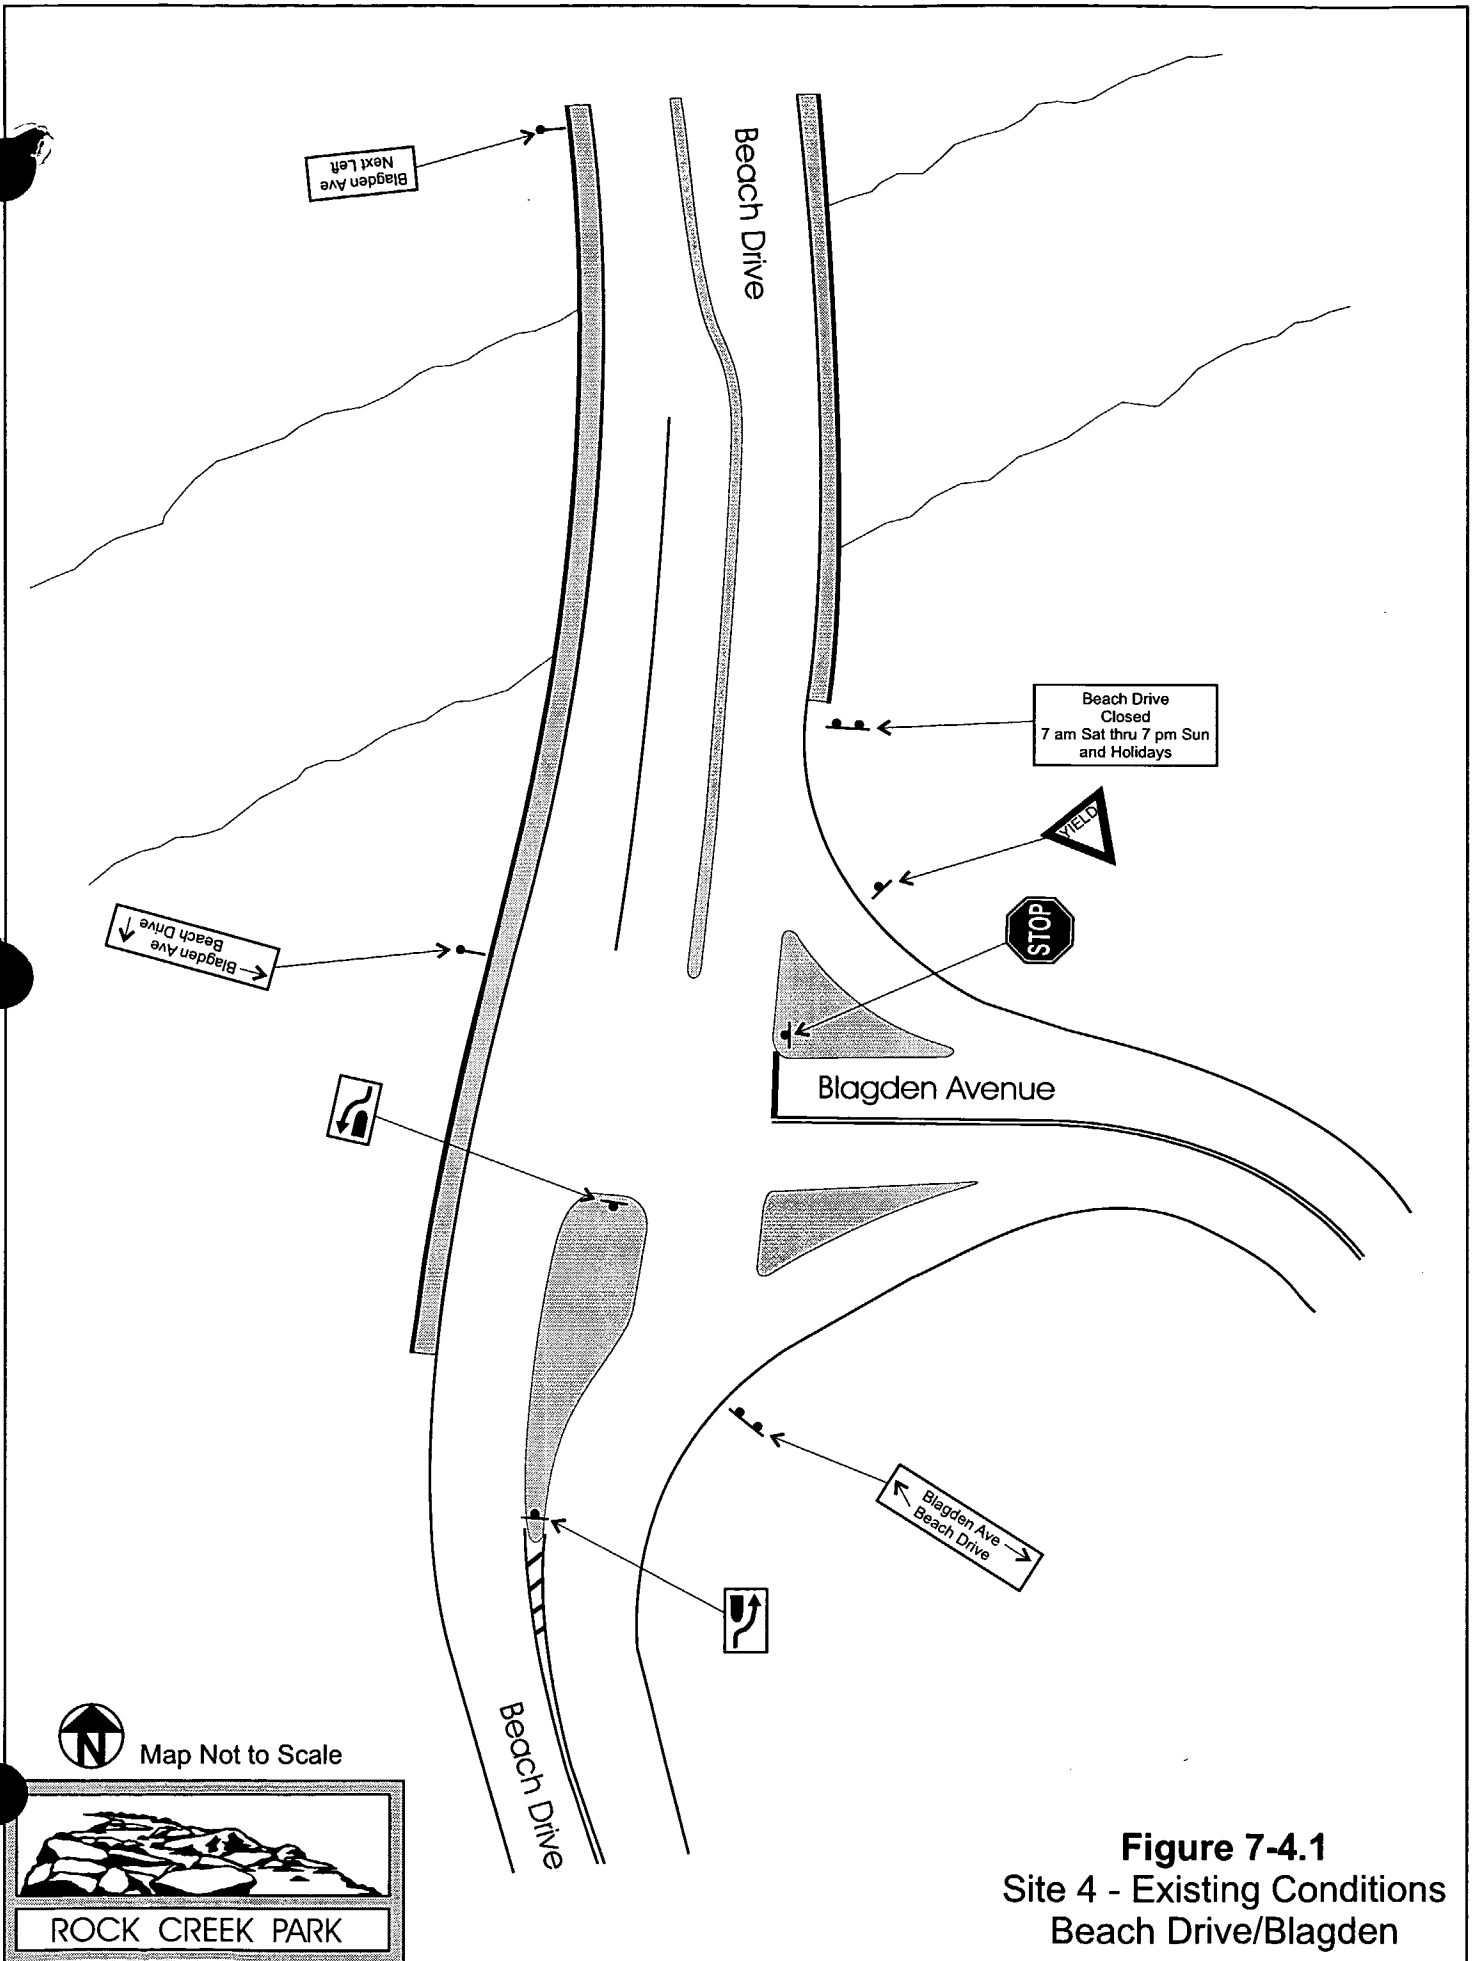 Beach Drive
Blagden Ave
Next Left
Beach Drive
Closed
7 am Sat thru 7 pm Sun
and Holidays
YIELD
STOP
Blagden Ave
Beach Drive
Blagden Avenue
Blagden Ave
Beach Drive
Beach Drive
N
Map Not to Scale
ROCK CREEK PARK
Figure 7-4.1
Site 4 - Existing Conditions
Beach Drive/Blagden